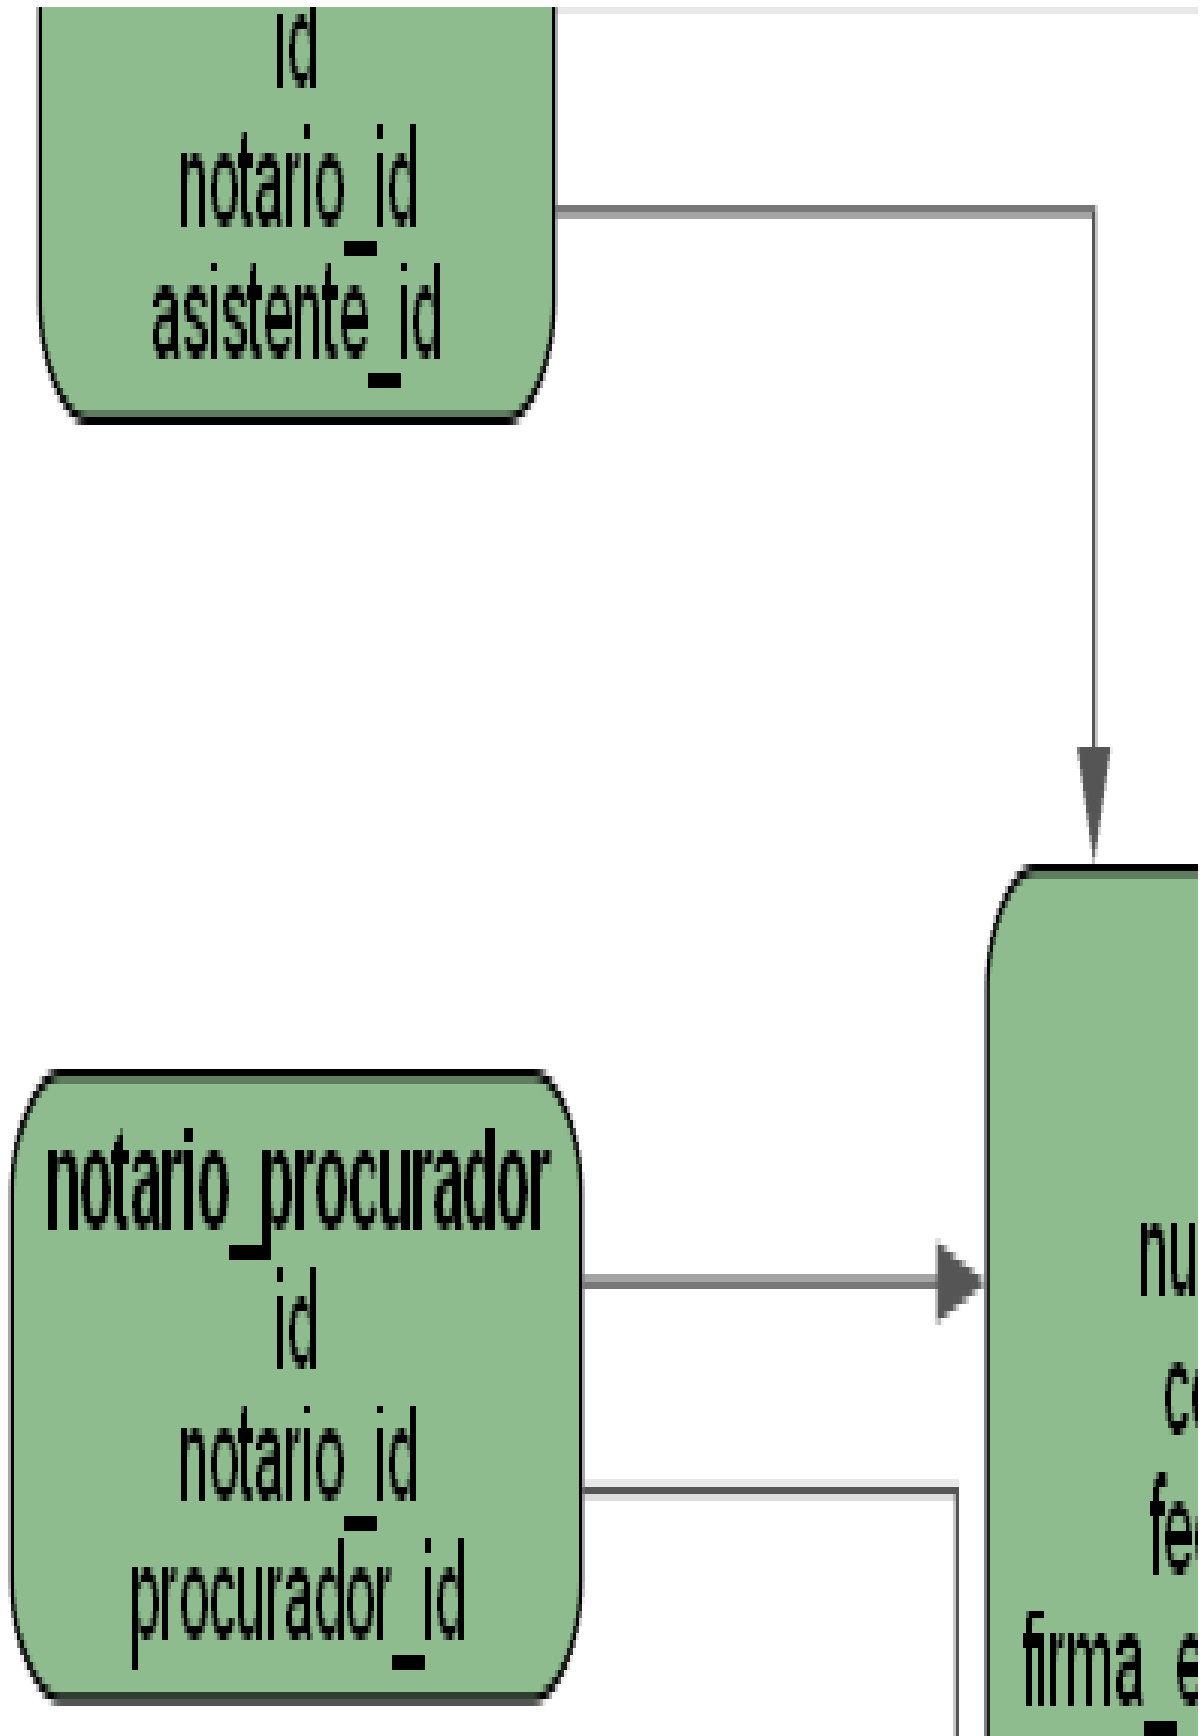 id
notario_id
asistente_id
notario_procurador
id
notario_id
procurador_id